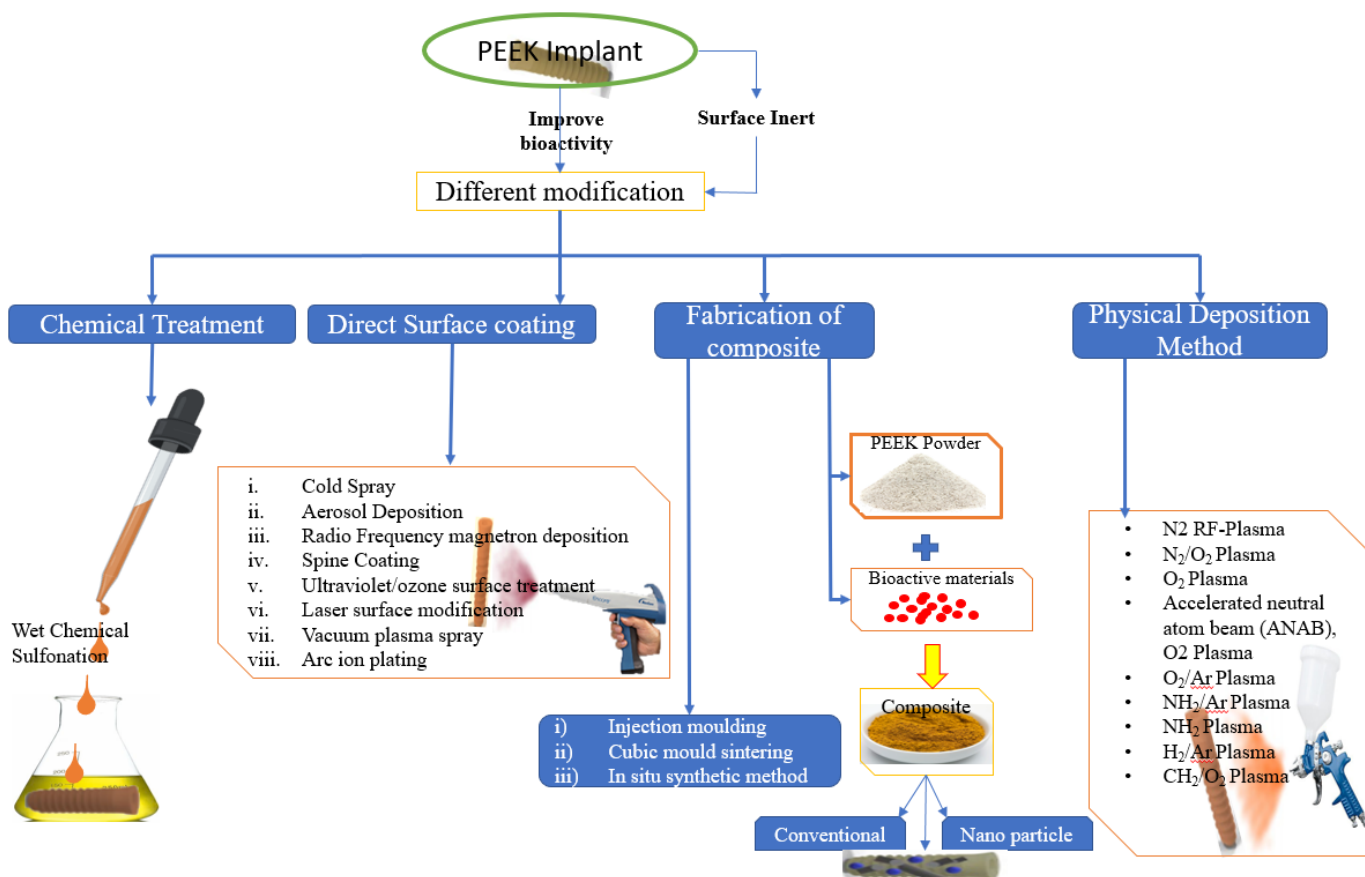 PEEK Implant
Improve
bioactivity
Surface Inert
Different modification
Chemical Treatment
Direct Surface coating
Fabrication of
composite
Physical Deposition
Method
Wet Chemical
Sulfonation
i. Cold Spray
ii. Aerosol Deposition
iii. Radio Frequency magnetron deposition
iv. Spine Coating
v. Ultraviolet/ozone surface treatment
vi. Laser surface modification
vii. Vacuum plasma spray
viii. Arc ion plating
PEEK Powder
Bioactive materials
Composite
i) Injection moulding
ii) Cubic mould sintering
iii) In situ synthetic method
Conventional
Nano particle
• N2 RF-Plasma
• N₂/O₂ Plasma
• O₂ Plasma
• Accelerated neutral
atom beam (ANAB),
O2 Plasma
• O₂/Ar Plasma
• NH₂/Ar Plasma
• NH₂ Plasma
• H₂/Ar Plasma
• CH₂/O₂ Plasma